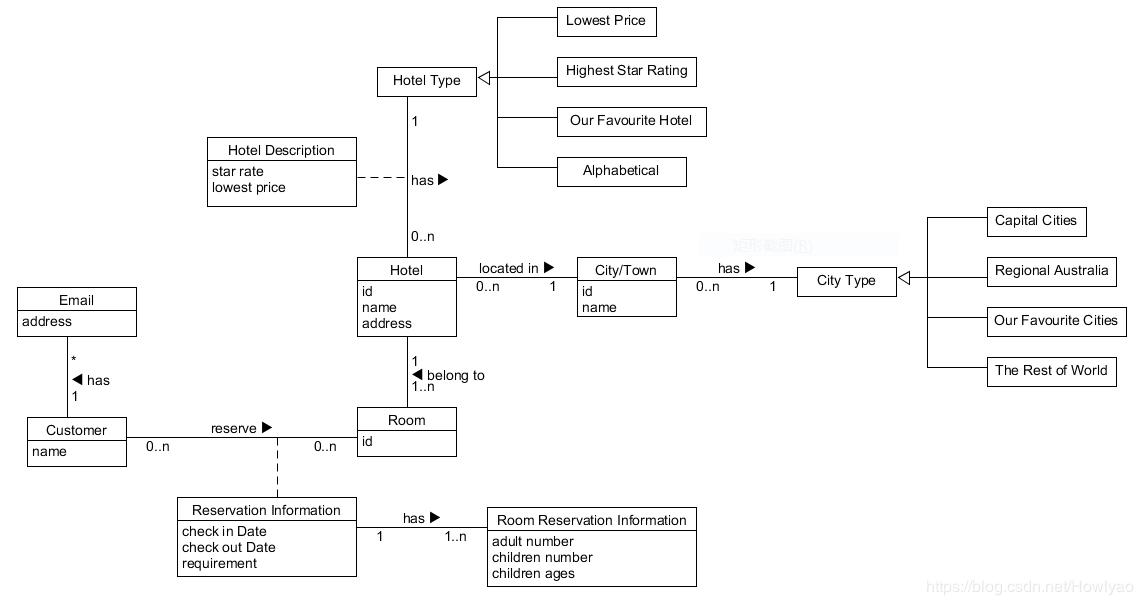 Lowest Price
Hotel Type
Highest Star Rating
1
Our Favourite Hotel
Hotel Description
star rate
lowest price
Alphabetical
has ▶
0..n
Capital Cities
矩形截图(R)
Hotel
id
name
address
located in ▶
0..n
1
City/Town
id
name
has ▶
0..n
1
City Type
Regional Australia
Our Favourite Cities
The Rest of World
Email
address
*
◀ has
1
1
◀ belong to
1..n
Customer
name
reserve ▶
0..n
0..n
Room
id
Reservation Information
check in Date
check out Date
requirement
has ▶
1
1..n
Room Reservation Information
adult number
children number
children ages
https://blog.csdn.net/Howlyao